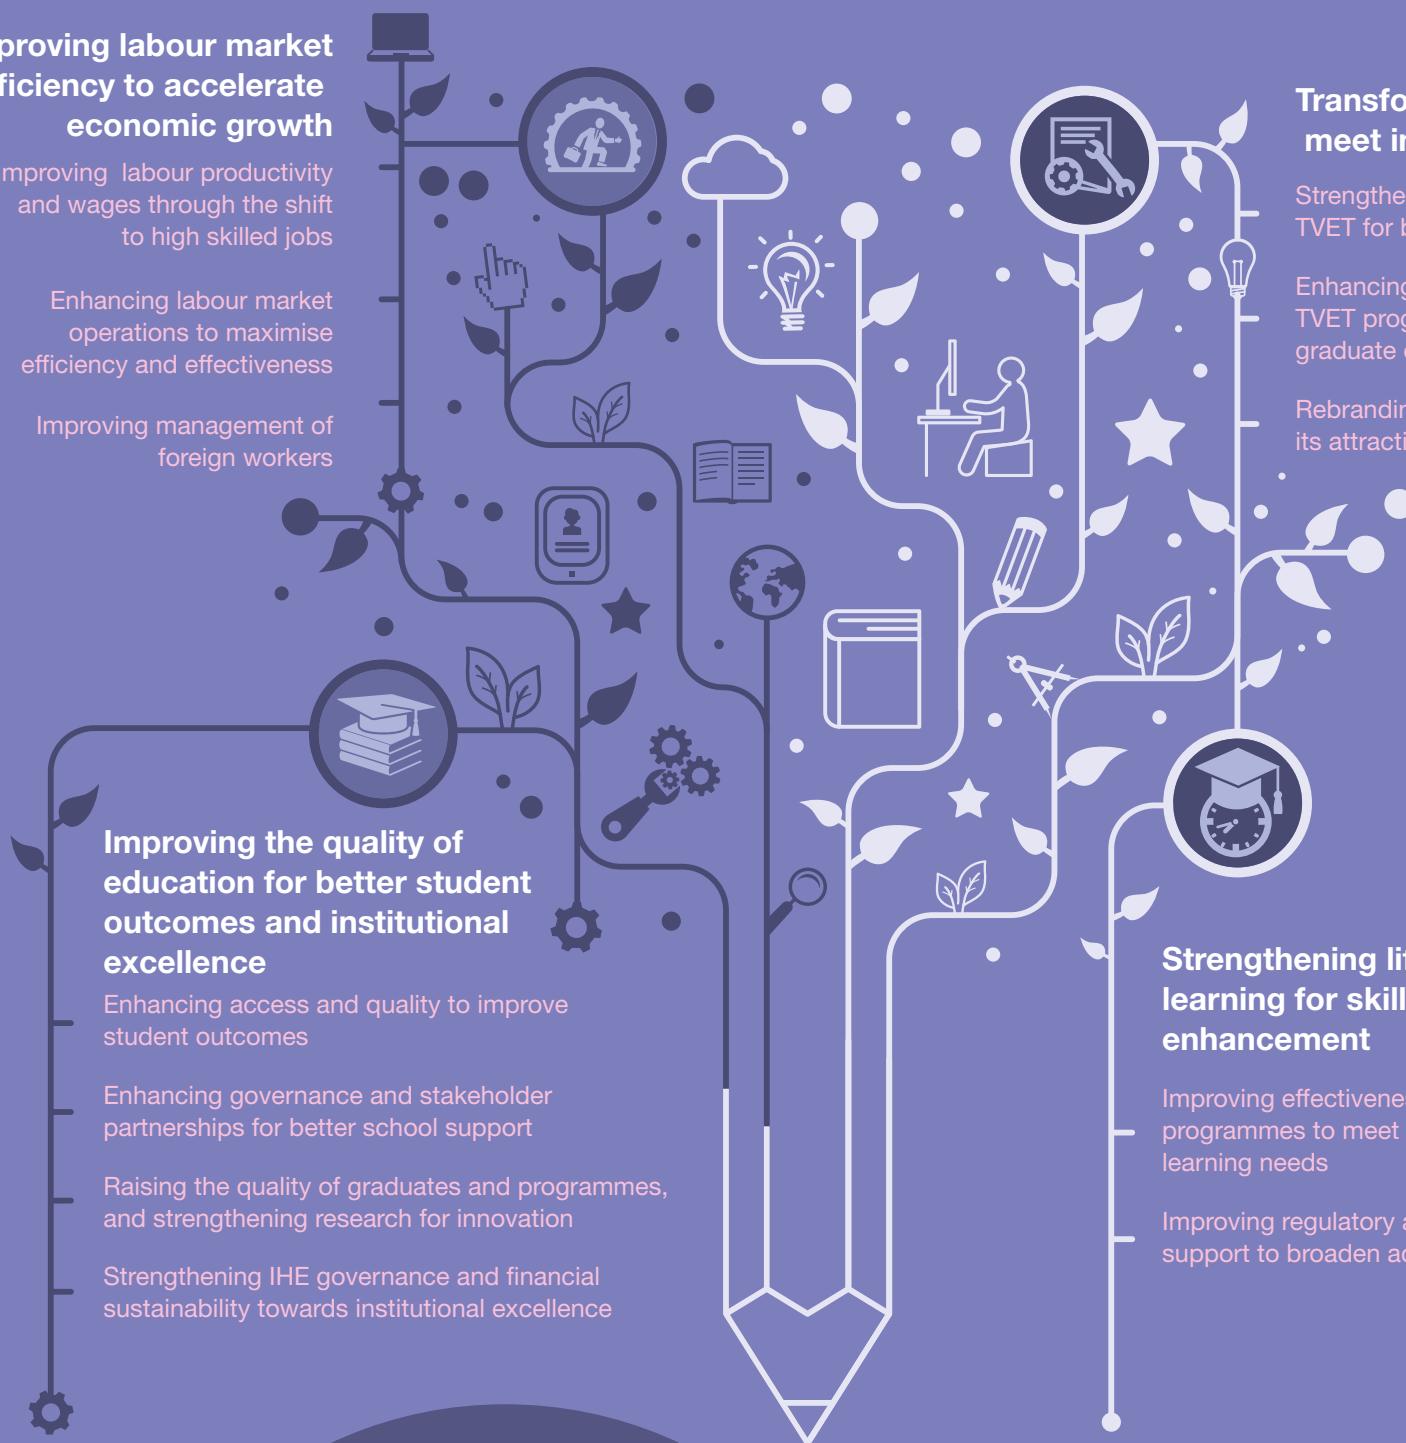 proving labour market
ficiency to accelerate
economic growth
mproving labour productivity
and wages through the shift
to high skilled jobs
Enhancing labour market
operations to maximise
efficiency and effectiveness
Improving management of
foreign workers
Improving the quality of
education for better student
outcomes and institutional
excellence
Enhancing access and quality to improve
student outcomes
Enhancing governance and stakeholder
partnerships for better school support
Raising the quality of graduates and programmes,
and strengthening research for innovation
Strengthening IHE governance and financial
sustainability towards institutional excellence
Transfo
meet i
Strengthe
TVET for b
Enhancing
TVET prog
graduate
Rebrandin
its attracti
Strengthening li
learning for skill
enhancement
Improving effectivene
programmes to meet
learning needs
Improving regulatory a
support to broaden a